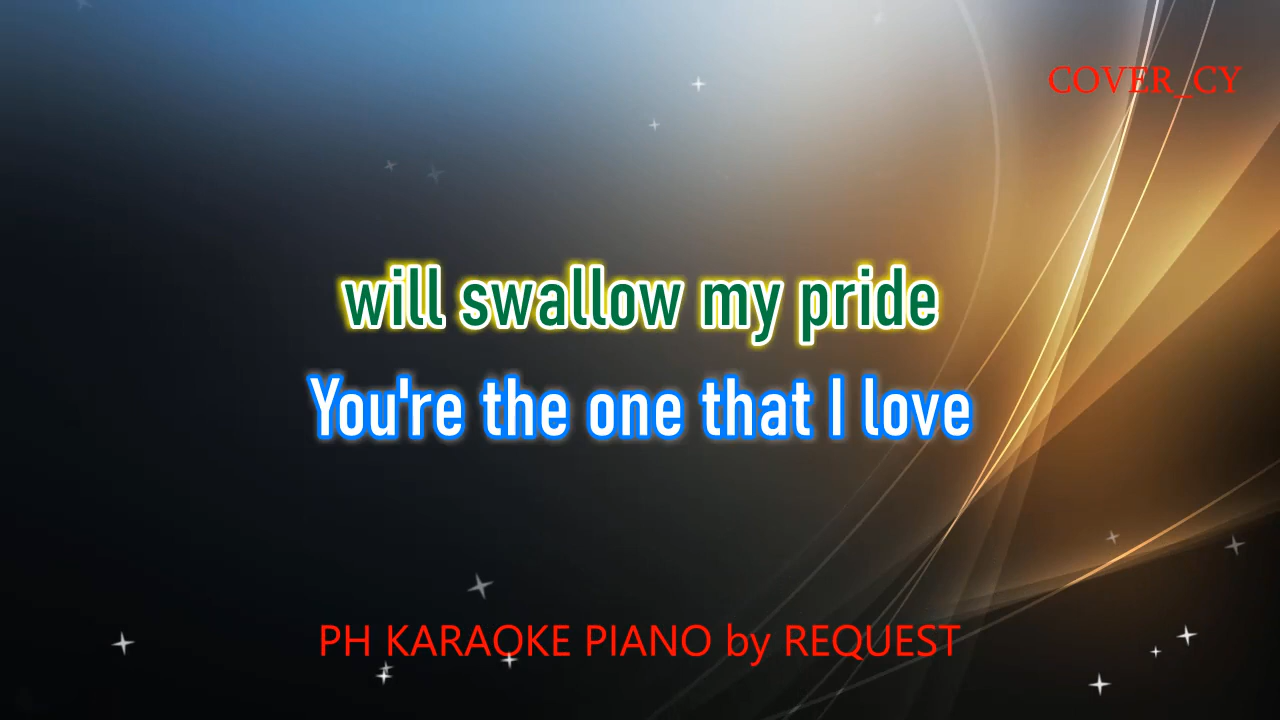 COVER_CY
will swallow my pride
You're the one that I love
PH KARAOKE PIANO by REQUEST